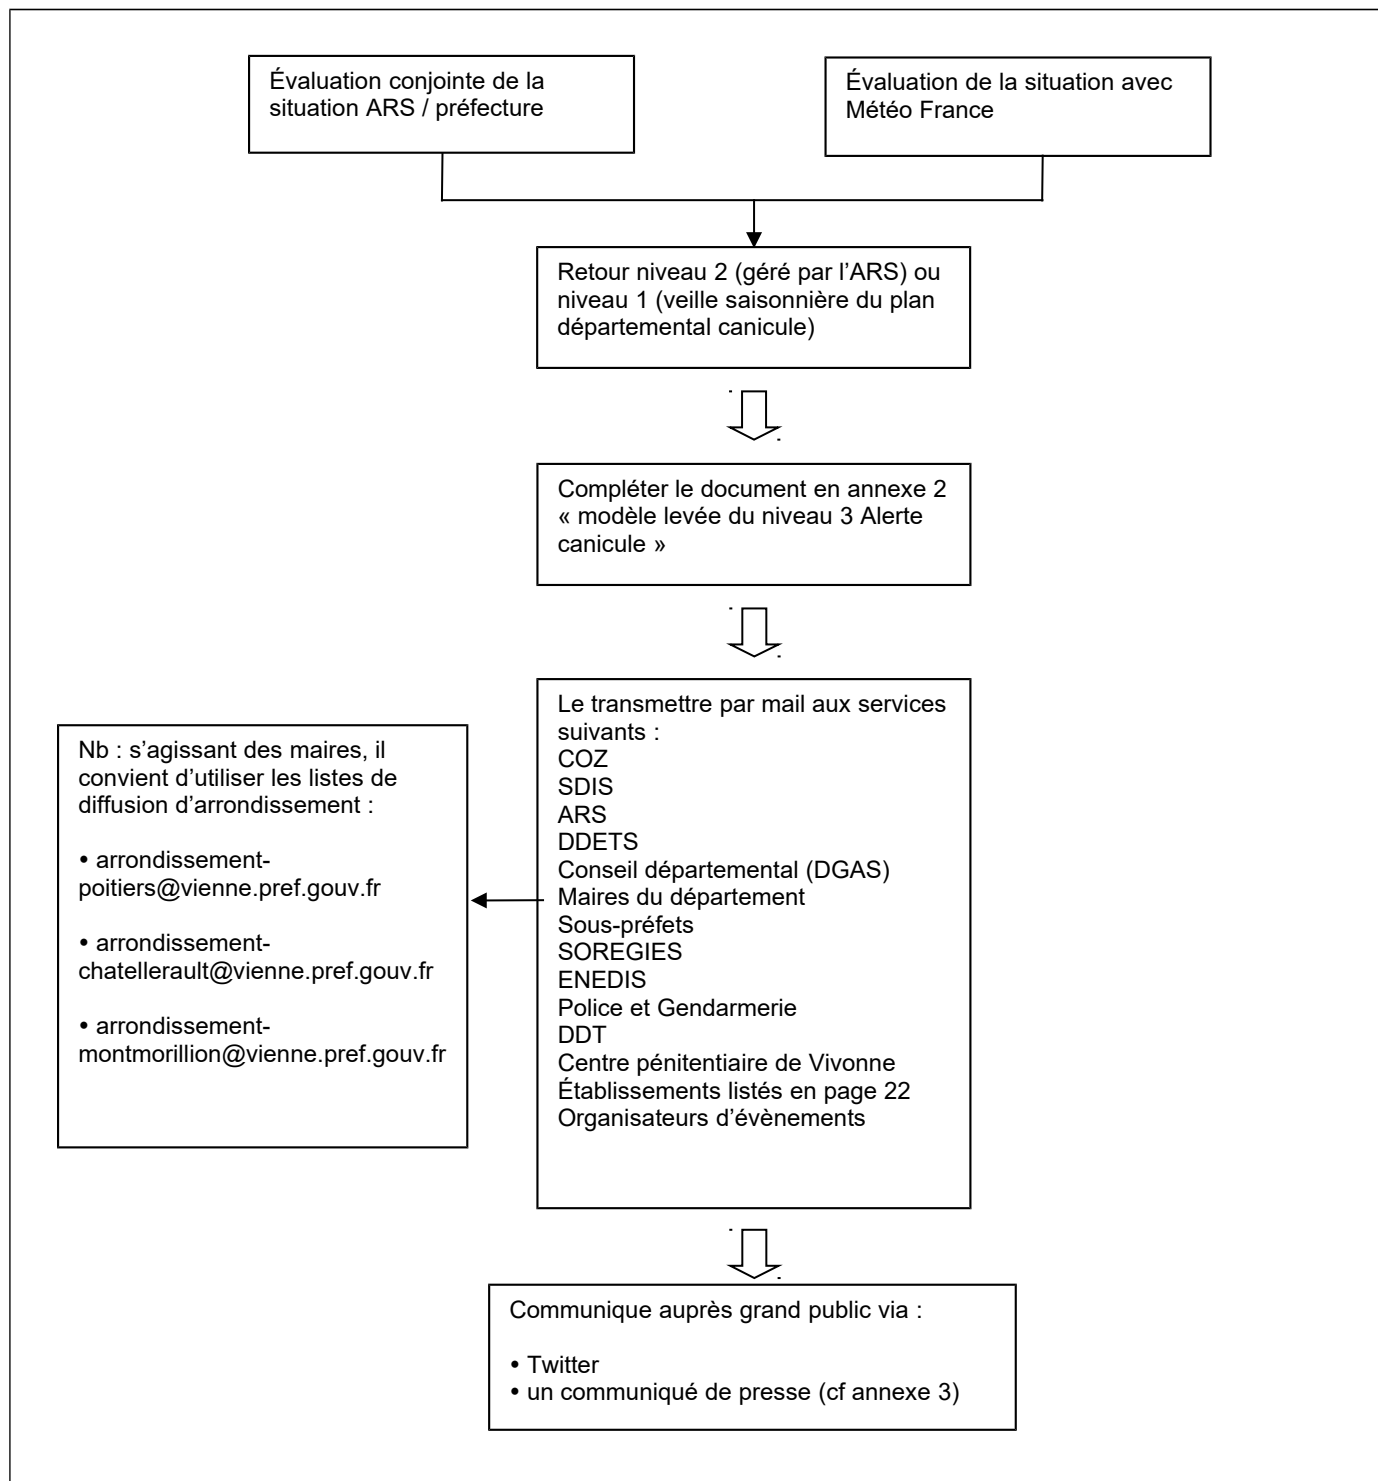 Évaluation conjointe de la
situation ARS / préfecture
Évaluation de la situation avec
Météo France
Retour niveau 2 (géré par l’ARS) ou
niveau 1 (veille saisonnière du plan
départemental canicule)
Compléter le document en annexe 2
« modèle levée du niveau 3 Alerte
canicule »
Le transmettre par mail aux services
suivants :
COZ
SDIS
ARS
DDETS
Conseil départemental (DGAS)
Maires du département
Sous-préfets
SOREGIES
ENEDIS
Police et Gendarmerie
DDT
Centre pénitentiaire de Vivonne
Établissements listés en page 22
Organisateurs d’évènements
Nb : s’agissant des maires, il
convient d’utiliser les listes de
diffusion d’arrondissement :
• arrondissement-
poitiers@vienne.pref.gouv.fr
• arrondissement-
chatellerault@vienne.pref.gouv.fr
• arrondissement-
montmorillion@vienne.pref.gouv.fr
Communique auprès grand public via :
• Twitter
• un communiqué de presse (cf annexe 3)